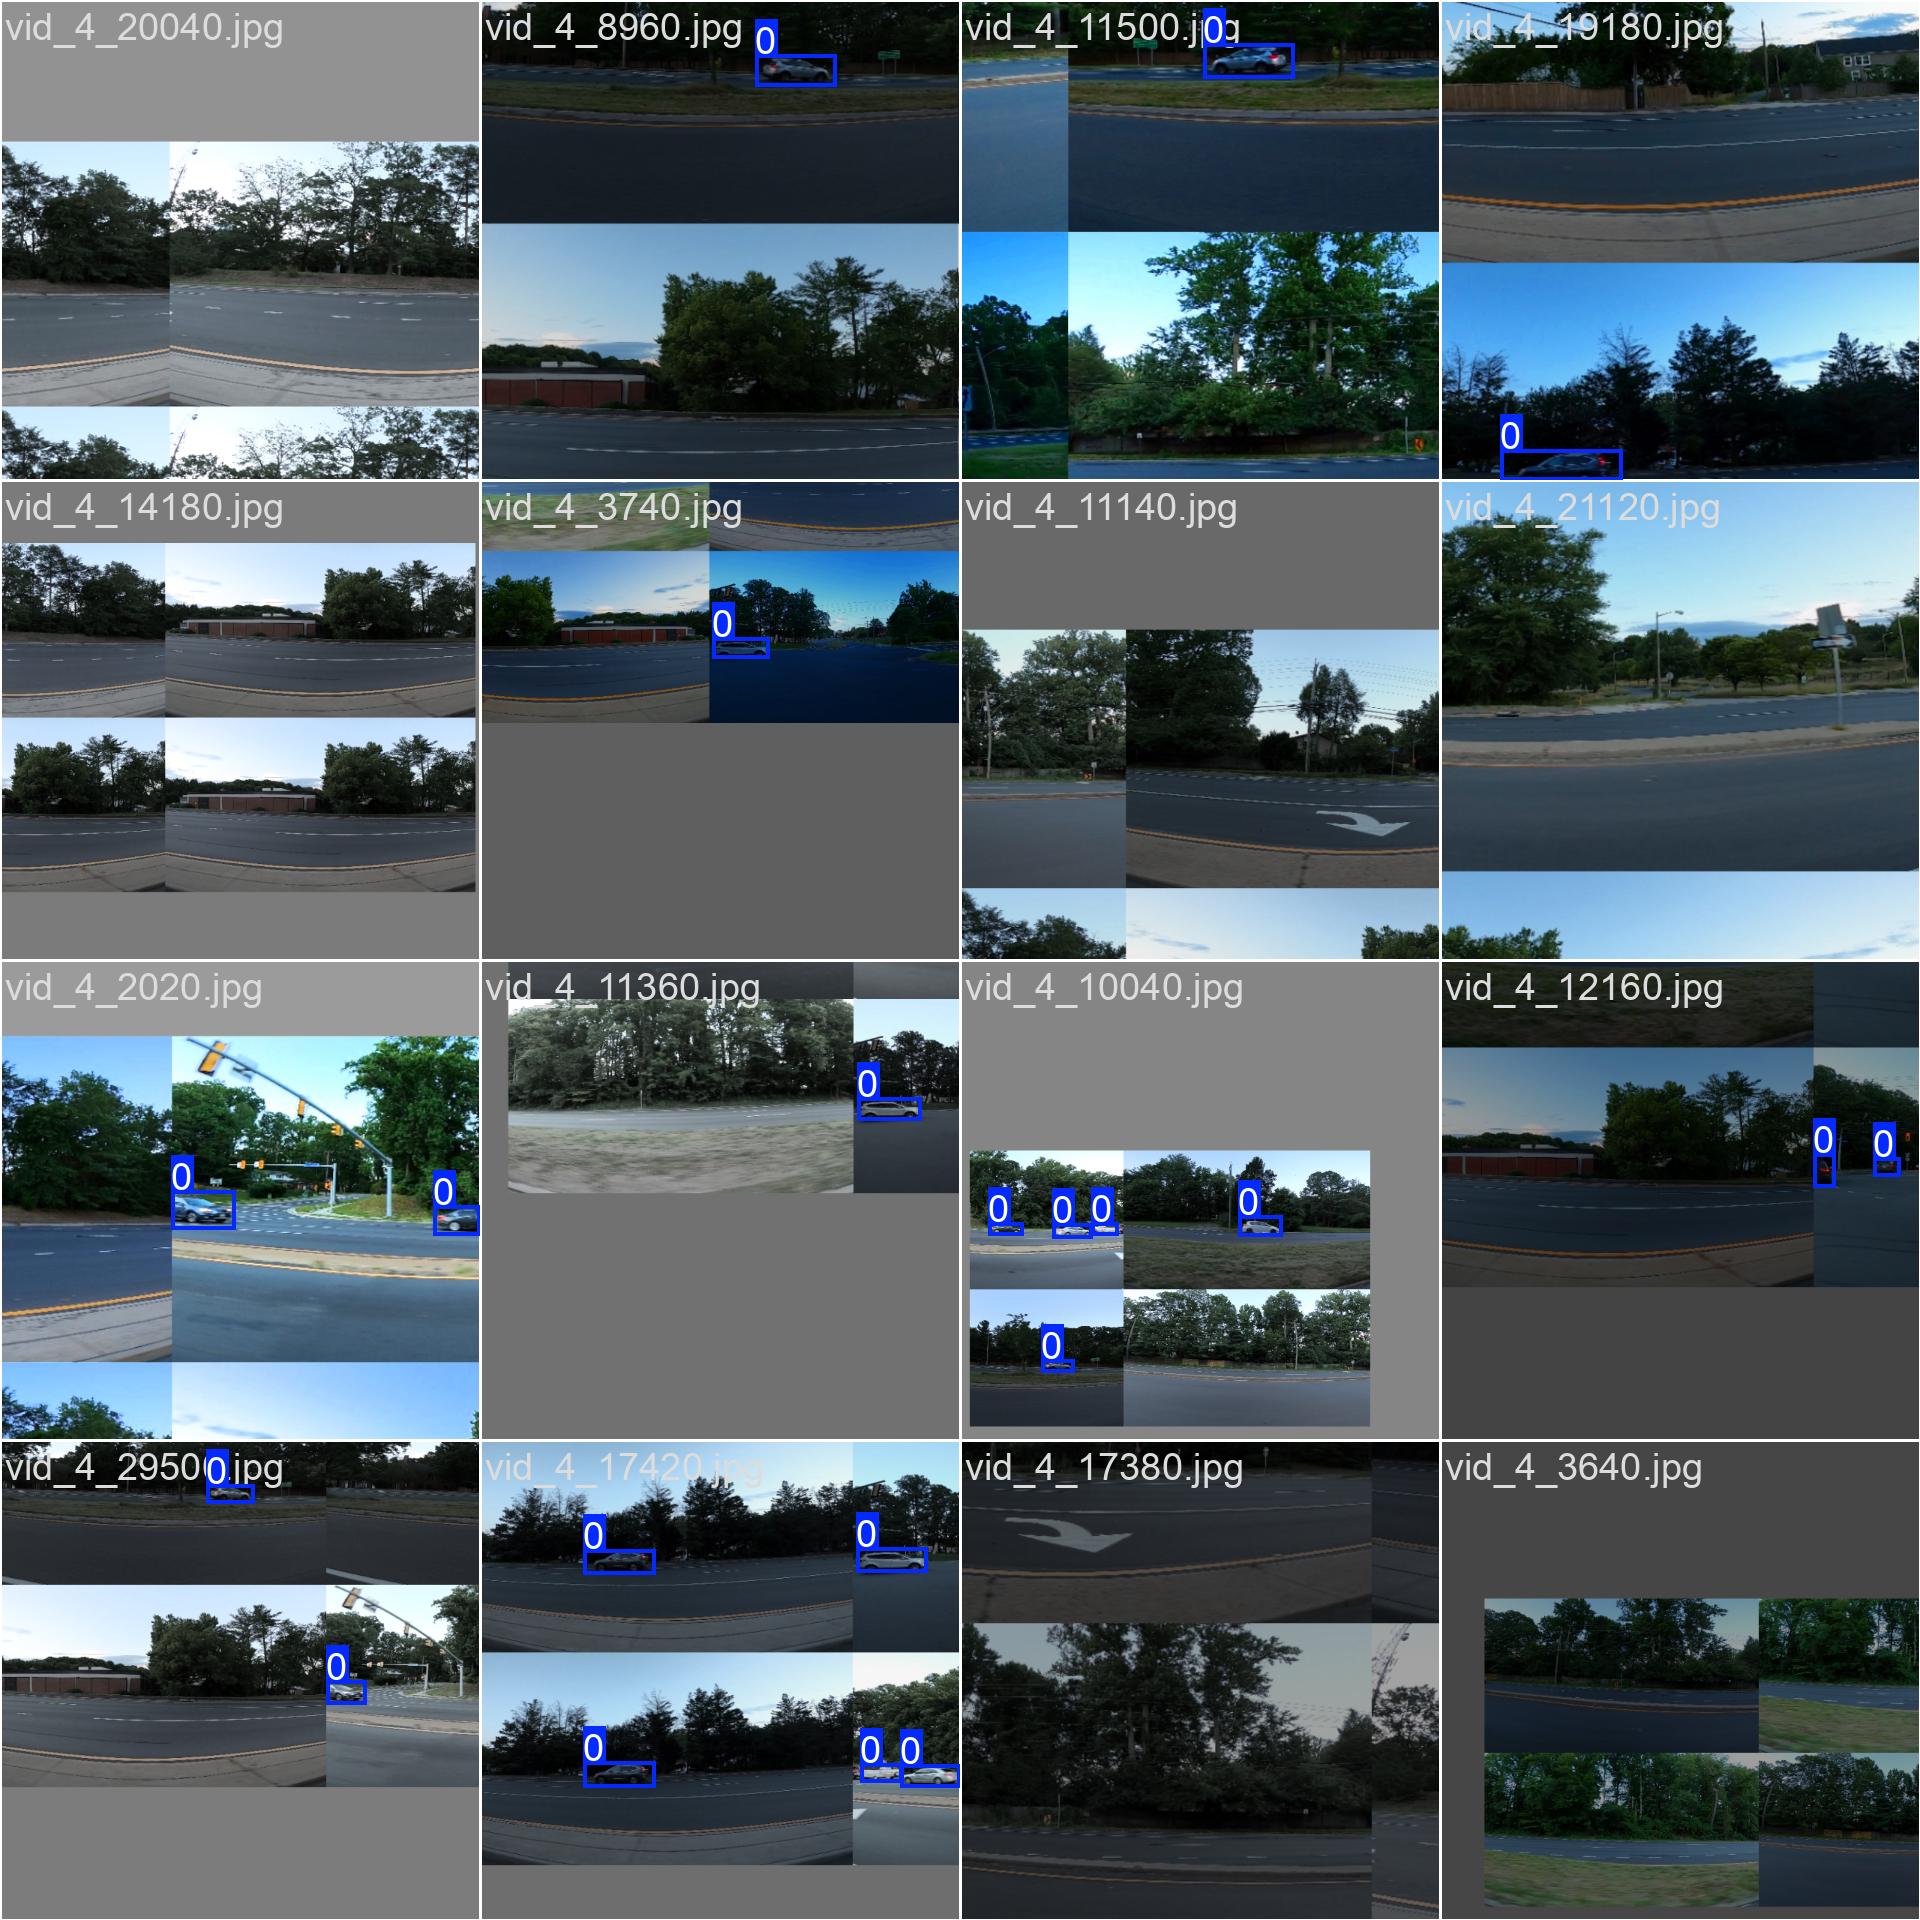 vid_4_20040.jpg
vid_4_8960.jpg
0
vid_4_11500.jpg
0
vid_4_19180.jpg
0
vid_4_14180.jpg
vid_4_3740.jpg
0
vid_4_11140.jpg
vid_4_21120.jpg
vid_4_2020.jpg
0
0
vid_4_11360.jpg
0
vid_4_10040.jpg
0
0
0
0
0
vid_4_12160.jpg
0
0
vid_4_29500.jpg
0
0
vid_4_17420.jpg
0
0
0
0
0
vid_4_17380.jpg
vid_4_3640.jpg